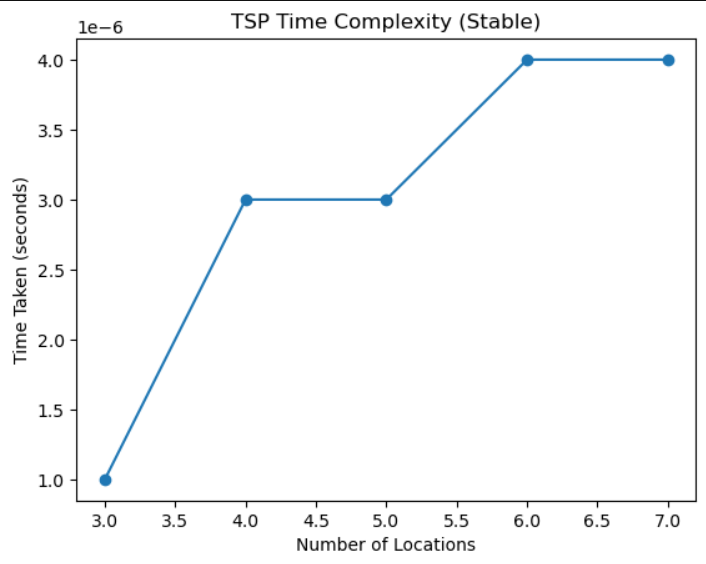 TSP Time Complexity (Stable)
1e−6
4.0
3.5
3.0
2.5
2.0
1.5
1.0
Time Taken (seconds)
3.0 3.5 4.0 4.5 5.0 5.5 6.0 6.5 7.0
Number of Locations